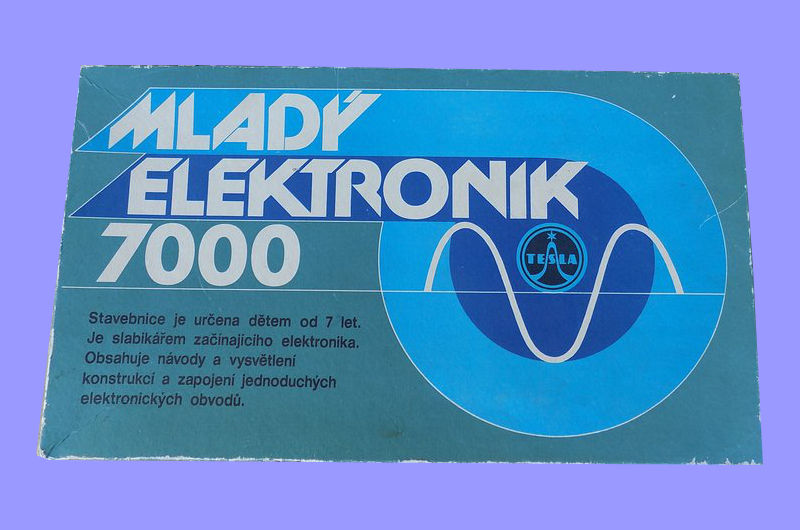 MLADÝ
ELEKTRONIK
7000
TESLA
Stavebnice je určena dětem od 7 let.
Je slabikářem začínajícího elektronika.
Obsahuje návody a vysvětlení
konstrukcí a zapojení jednoduchých
elektronických obvodů.